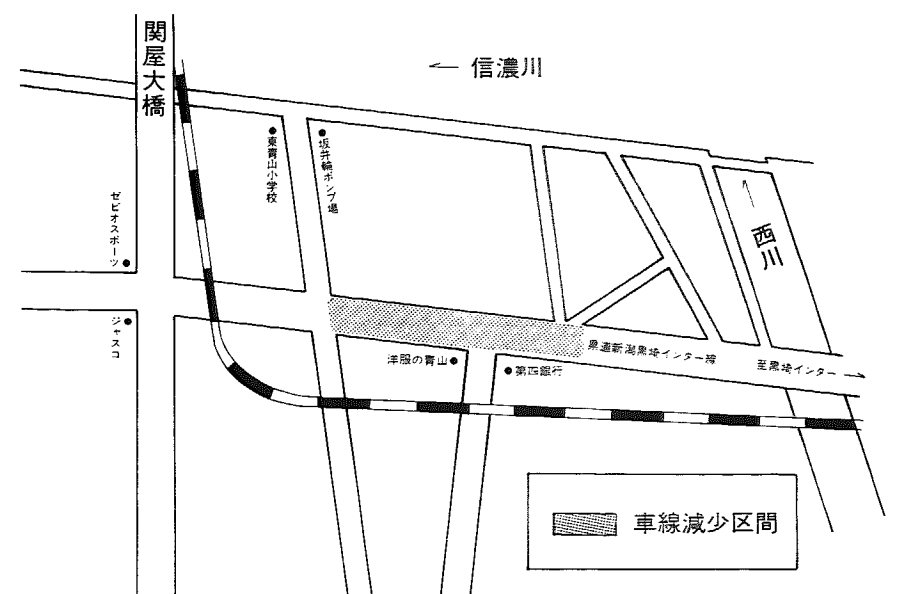 関屋大橋
← 信濃川
東青山小学校
坂井輪ポンプ場
ゼビオスポーツ
西川
ジャスコ
県道新潟黒埼インター線
至黒埼インター →
洋服の青山
第四銀行
車線減少区間